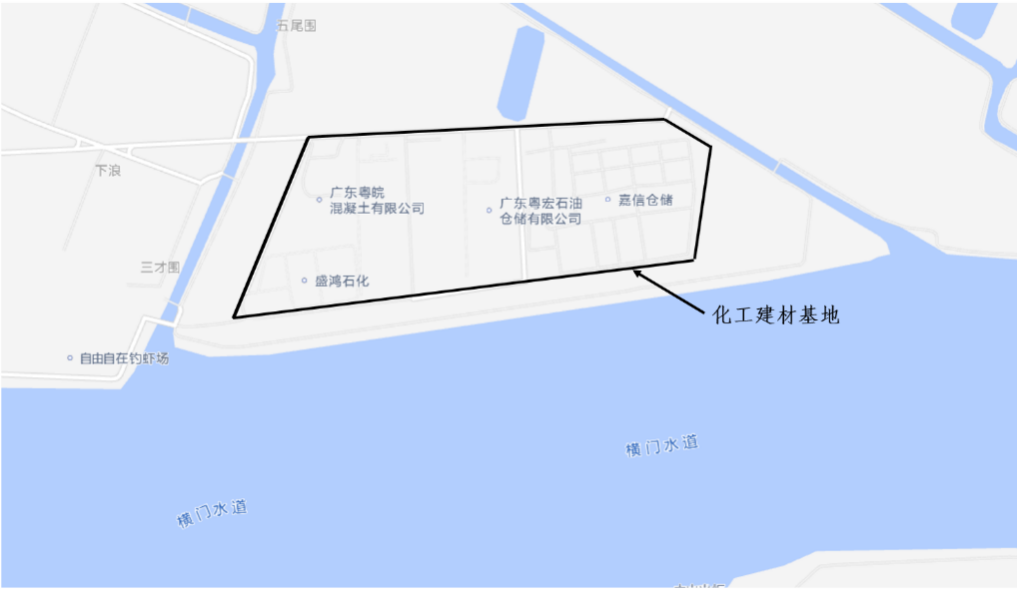 五尾围
下浪
广东粤皖
混凝土有限公司
广东粤宏石油
仓储有限公司
嘉信仓储
三才围
盛鸿石化
化工建材基地
自由自在钓虾场
横门水道
横门水道